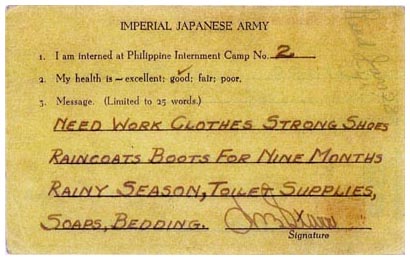 IMPERIAL JAPANESE ARMY
1. I am interned at Philippine Internment Camp No. 2
2. My health is — excellent; good; fair; poor.
3. Message. (Limited to 25 words.)
NEED WORK CLOTHES STRONG SHOES
RAINCOATS BOOTS FOR NINE MONTHS
RAINY SEASON, TOILET SUPPLIES,
SOAPS, BEDDING.
Signature